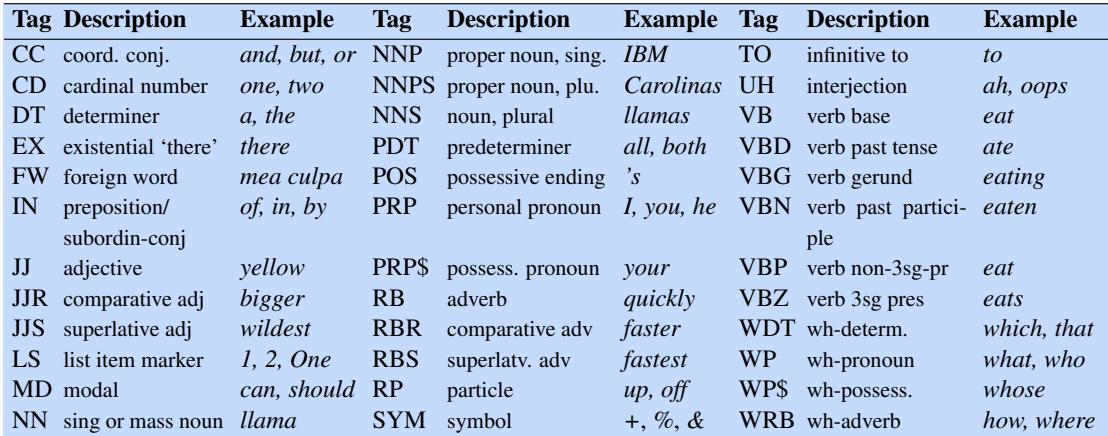 Tag Description Example Tag Description Example Tag Description Example
CC coord. conj. and, but, or NNP proper noun, sing. IBM TO infinitive to to
CD cardinal number one, two NNPS proper noun, plu. Carolinas UH interjection ah, oops
DT determiner a, the NNS noun, plural llamas VB verb base eat
EX existential ‘there’ there PDT predeterminer all, both VBD verb past tense ate
FW foreign word mea culpa POS possessive ending 's VBG verb gerund eating
IN preposition/ of, in, by PRP personal pronoun I, you, he VBN verb past partici- eaten
subordin-conj ple
JJ adjective yellow PRP$ possess. pronoun your VBP verb non-3sg-pr eat
JJR comparative adj bigger RB adverb quickly VBZ verb 3sg pres eats
JJS superlative adj wildest RBR comparative adv faster WDT wh-determ. which, that
LS list item marker 1, 2, One RBS superlatv. adv fastest WP wh-pronoun what, who
MD modal can, should RP particle up, off WP$ wh-possess. whose
NN sing or mass noun llama SYM symbol +, %, & WRB wh-adverb how, where